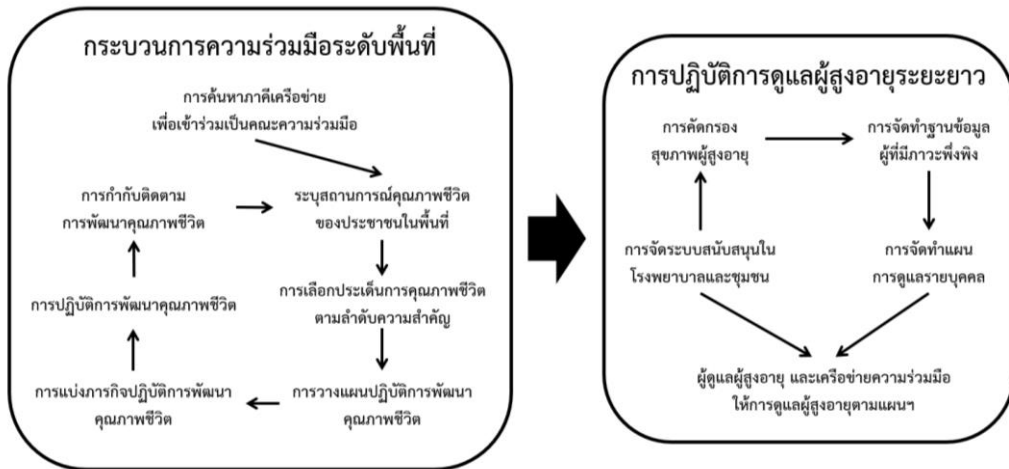 กระบวนการความร่วมมือระดับพื้นที่
การค้นหาภาคีเครือข่าย
เพื่อเข้าร่วมเป็นคณะความร่วมมือ
การกำกับติดตาม
การพัฒนาคุณภาพชีวิต
ระบุสถานการณ์คุณภาพชีวิต
ของประชาชนในพื้นที่
การปฏิบัติการพัฒนาคุณภาพชีวิต
การเลือกประเด็นการคุณภาพชีวิต
ตามลำดับความสำคัญ
การแบ่งภารกิจปฏิบัติการพัฒนา
คุณภาพชีวิต
การวางแผนปฏิบัติการพัฒนา
คุณภาพชีวิต
การปฏิบัติการดูแลผู้สูงอายุระยะยาว
การคัดกรอง
สุขภาพผู้สูงอายุ
การจัดทำฐานข้อมูล
ผู้ที่มีภาวะพึ่งพิง
การจัดระบบสนับสนุนใน
โรงพยาบาลและชุมชน
การจัดทำแผน
การดูแลรายบุคคล
ผู้ดูแลผู้สูงอายุ และเครือข่ายความร่วมมือ
ให้การดูแลผู้สูงอายุตามแผนฯ